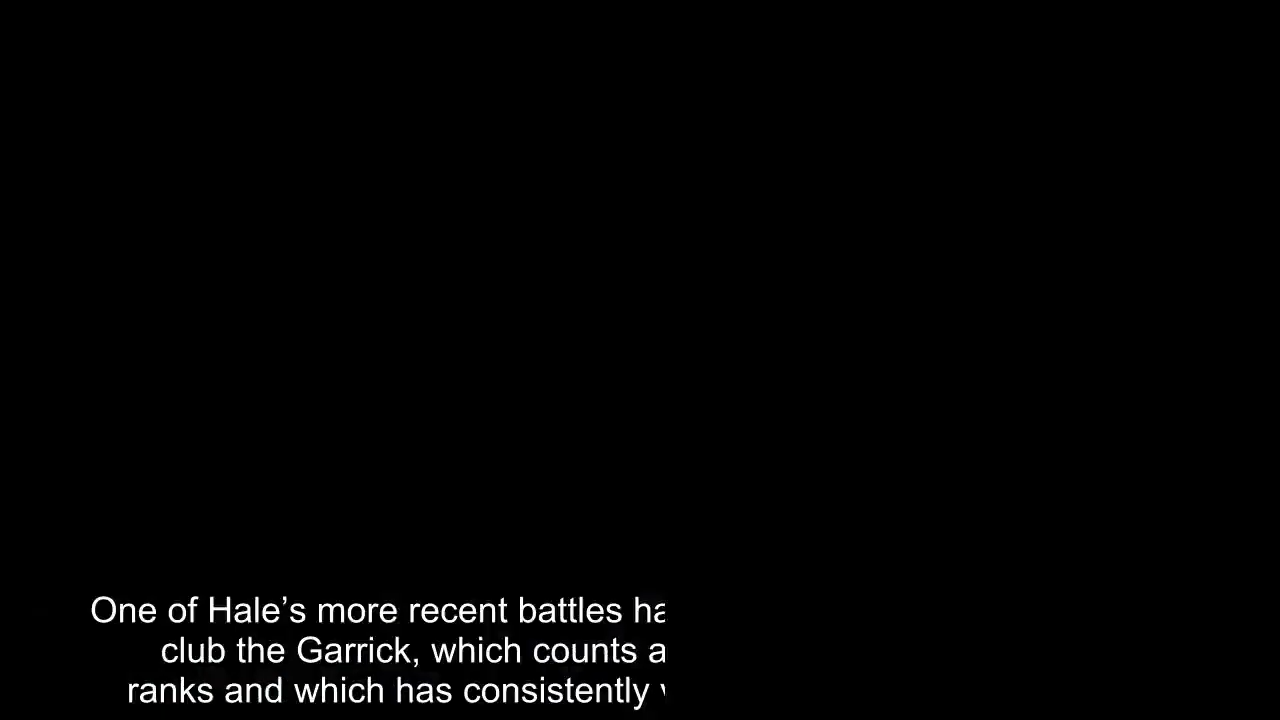 One of Hale’s more recent battles ha
club the Garrick, which counts a
ranks and which has consistently